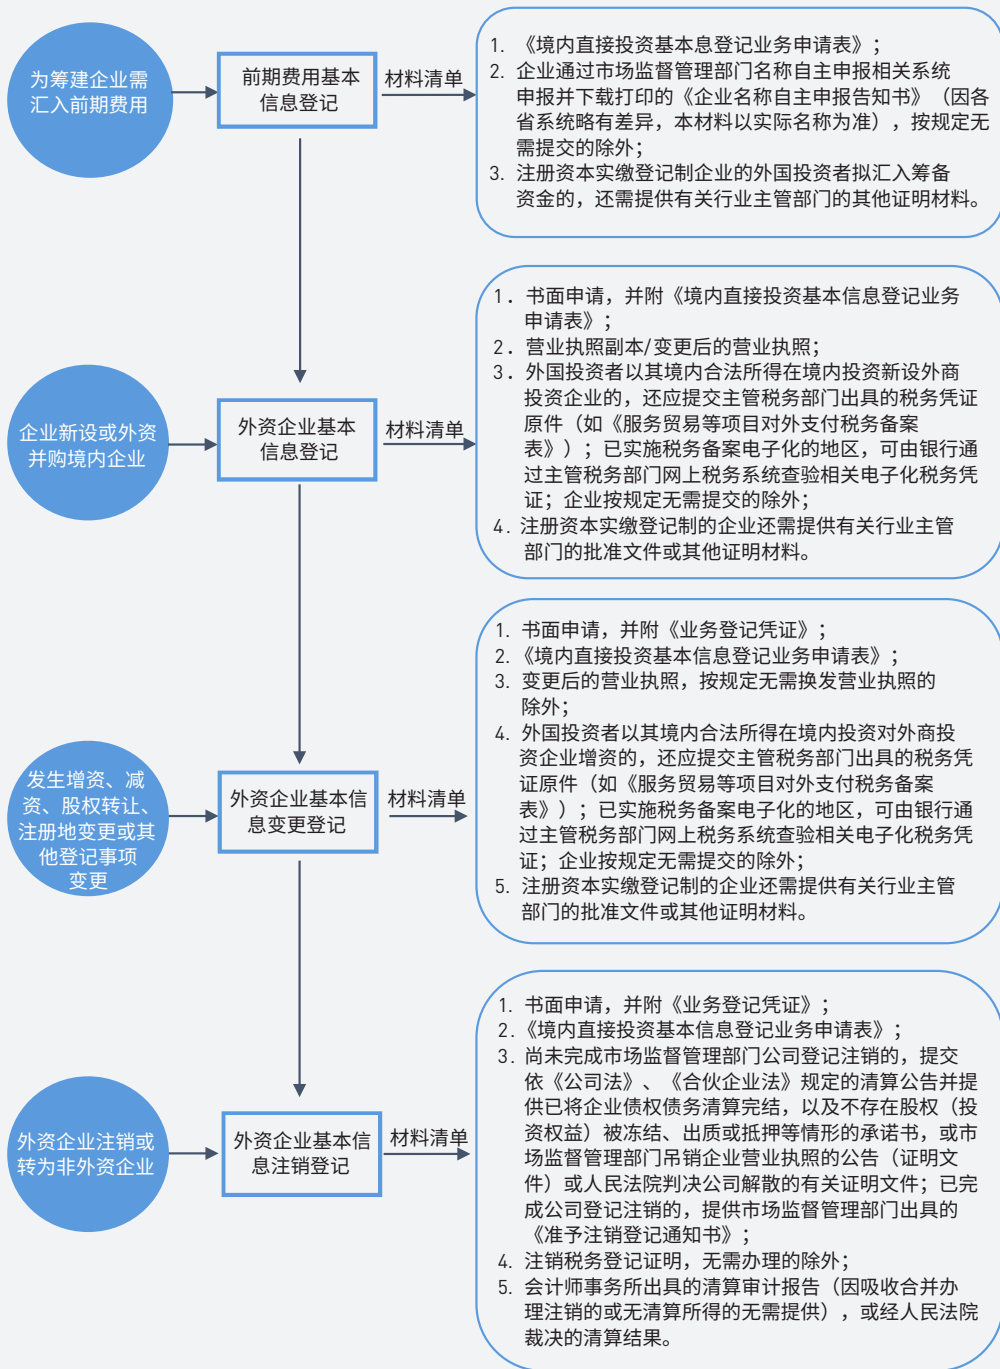 为筹建企业需
汇入前期费用
前期费用基本
信息登记
材料清单
1. 《境内直接投资基本息登记业务申请表》；
2. 企业通过市场监督管理部门名称自主申报相关系统
申报并下载打印的《企业名称自主申报告知书》（因各
省系统略有差异，本材料以实际名称为准），按规定无
需提交的除外；
3. 注册资本实缴登记制企业的外国投资者拟汇入筹备
资金的，还需提供有关行业主管部门的其他证明材料。
企业新设或外资
并购境内企业
外资企业基本
信息登记
材料清单
1. 书面申请，并附《境内直接投资基本信息登记业务
申请表》；
2. 营业执照副本/变更后的营业执照；
3. 外国投资者以其境内合法所得在境内投资新设外商
投资企业的，还应提交主管税务部门出具的税务凭证
原件（如《服务贸易等项目对外支付税务备案
表》）；已实施税务备案电子化的地区，可由银行通
过主管税务部门网上税务系统查验相关电子化税务凭
证；企业按规定无需提交的除外；
4. 注册资本实缴登记制的企业还需提供有关行业主管
部门的批准文件或其他证明材料。
发生增资、减
资、股权转让、
注册地变更或其
他登记事项
变更
外资企业基本信
息变更登记
材料清单
1. 书面申请，并附《业务登记凭证》；
2.《境内直接投资基本信息登记业务申请表》；
3. 变更后的营业执照，按规定无需换发营业执照的
除外；
4. 外国投资者以其境内合法所得在境内投资对外商投
资企业增资的，还应提交主管税务部门出具的税务凭
证原件（如《服务贸易等项目对外支付税务备案
表》）；已实施税务备案电子化的地区，可由银行通
过主管税务部门网上税务系统查验相关电子化税务凭
证；企业按规定无需提交的除外；
5. 注册资本实缴登记制的企业还需提供有关行业主管
部门的批准文件或其他证明材料。
外资企业注销或
转为非外资企业
外资企业基本信
息注销登记
材料清单
1. 书面申请，并附《业务登记凭证》；
2.《境内直接投资基本信息登记业务申请表》；
3. 尚未完成市场监督管理部门公司登记注销的，提交
依《公司法》、《合伙企业法》规定的清算公告并提
供已将企业债权债务清算完结，以及不存在股权（投
资权益）被冻结、出质或抵押等情形的承诺书，或市
场监督管理部门吊销企业营业执照的公告（证明文
件）或人民法院判决公司解散的有关证明文件；已完
成公司登记注销的，提供市场监督管理部门出具的
《准予注销登记通知书》；
4. 注销税务登记证明，无需办理的除外；
5. 会计师事务所出具的清算审计报告（因吸收合并办
理注销的或无清算所得的无需提供），或经人民法院
裁决的清算结果。